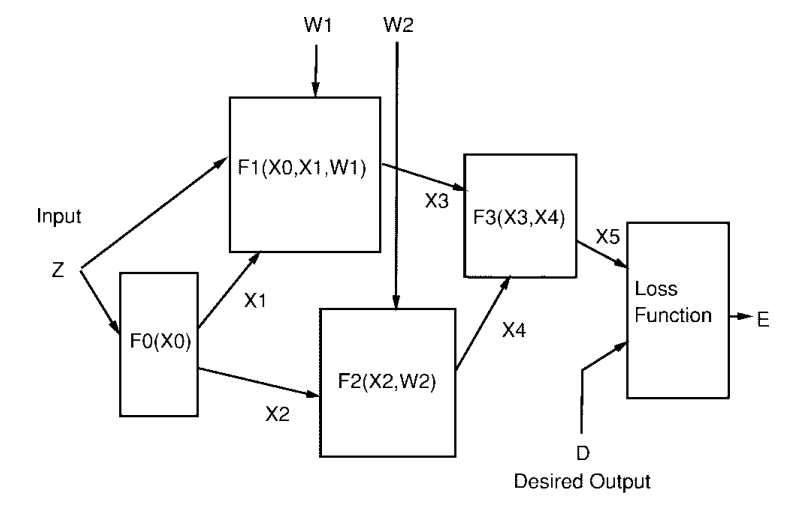 W1
W2
F1(X0,X1,W1)
X3
F3(X3,X4)
Input
X5
Z
X1
Loss
Function
E
F0(X0)
X4
F2(X2,W2)
X2
D
Desired Output